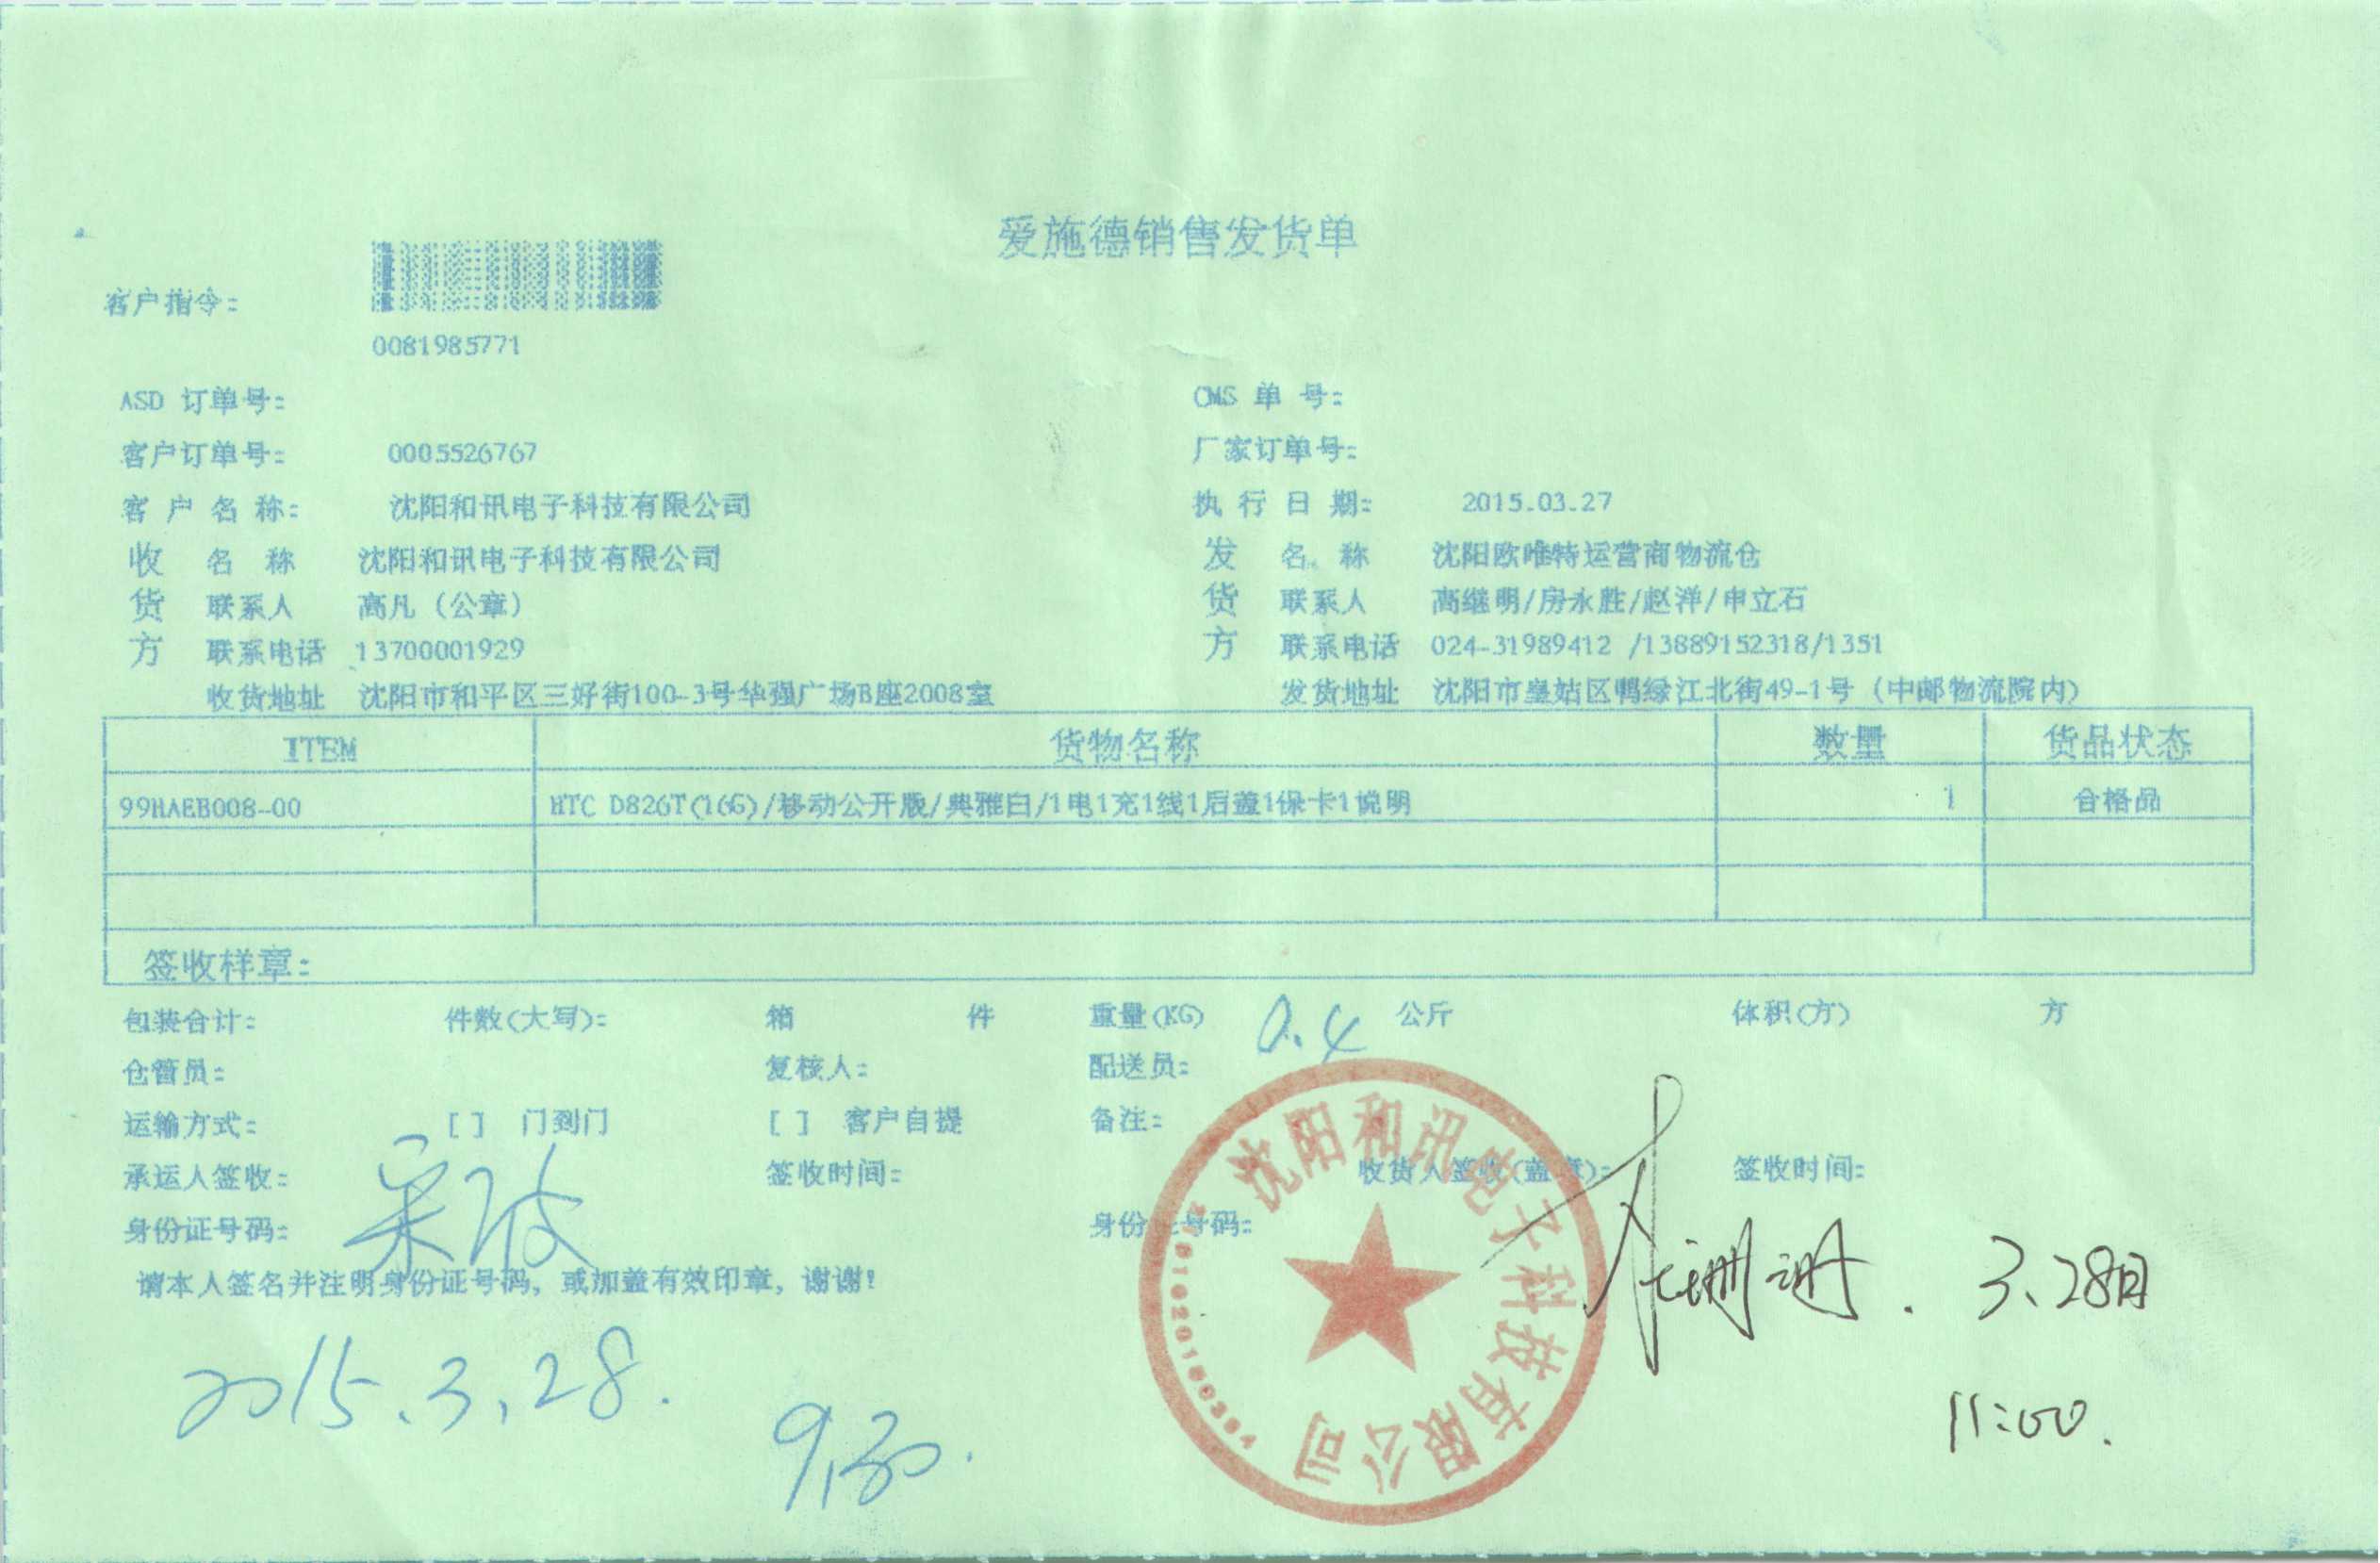 爱施德销售发货单
客户指令:
0081985771
ASD 订单号: CMS 单 号:
客户订单号: 0005526767 厂家订单号:
客 户 名 称: 沈阳和讯电子科技有限公司 执 行 日 期: 2015.03.27
收 名 称 沈阳和讯电子科技有限公司 发 名 称 沈阳欧唯特运营商物流仓
货 联系人 高凡（公章） 货 联系人 高继明/房永胜/赵洋/申立石
方 联系电话 13700001929 方 联系电话 024-31989412 /13889152318/1351
收货地址 沈阳市和平区三好街100-3号华强广场B座2008室 发货地址 沈阳市皇姑区鸭绿江北街49-1号（中邮物流院内）
ITEM 货物名称 数量 货品状态
99HAEB008-00 HTC D826T(16G)/移动公开版/典雅白/1电1充1线1后盖1保卡1说明 1 合格品
签收样章:
包装合计: 件数(大写): 箱 件 重量(KG) 0.4 公斤 体积(方) 方
仓管员: 复核人: 配送员:
运输方式: [ ] 门到门 [ ] 客户自提 备注:
承运人签收: 签收时间: 收货人签收(盖章): 签收时间:
身份证号码: 身份证号码:
请本人签名并注明身份证号码，或加盖有效印章，谢谢!
沈阳和讯电子科技有限公司
3.28日
2015.3.28.
9:30.
11:00.